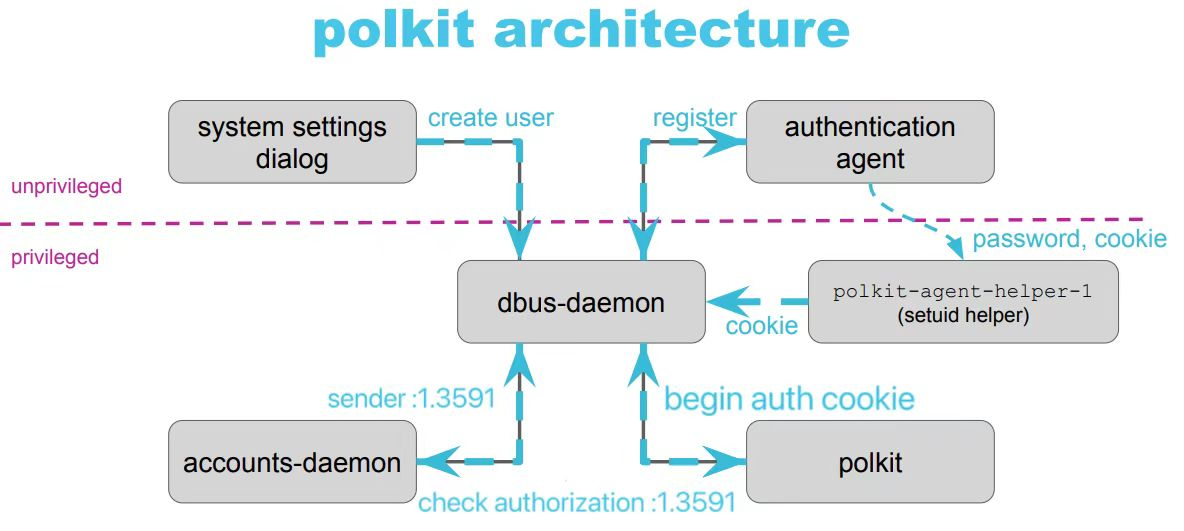 polkit architecture
system settings
dialog
create user
register
authentication
agent
unprivileged
privileged
password, cookie
dbus-daemon
polkit-agent-helper-1
(setuid helper)
cookie
sender :1.3591
begin auth cookie
accounts-daemon
polkit
check authorization :1.3591